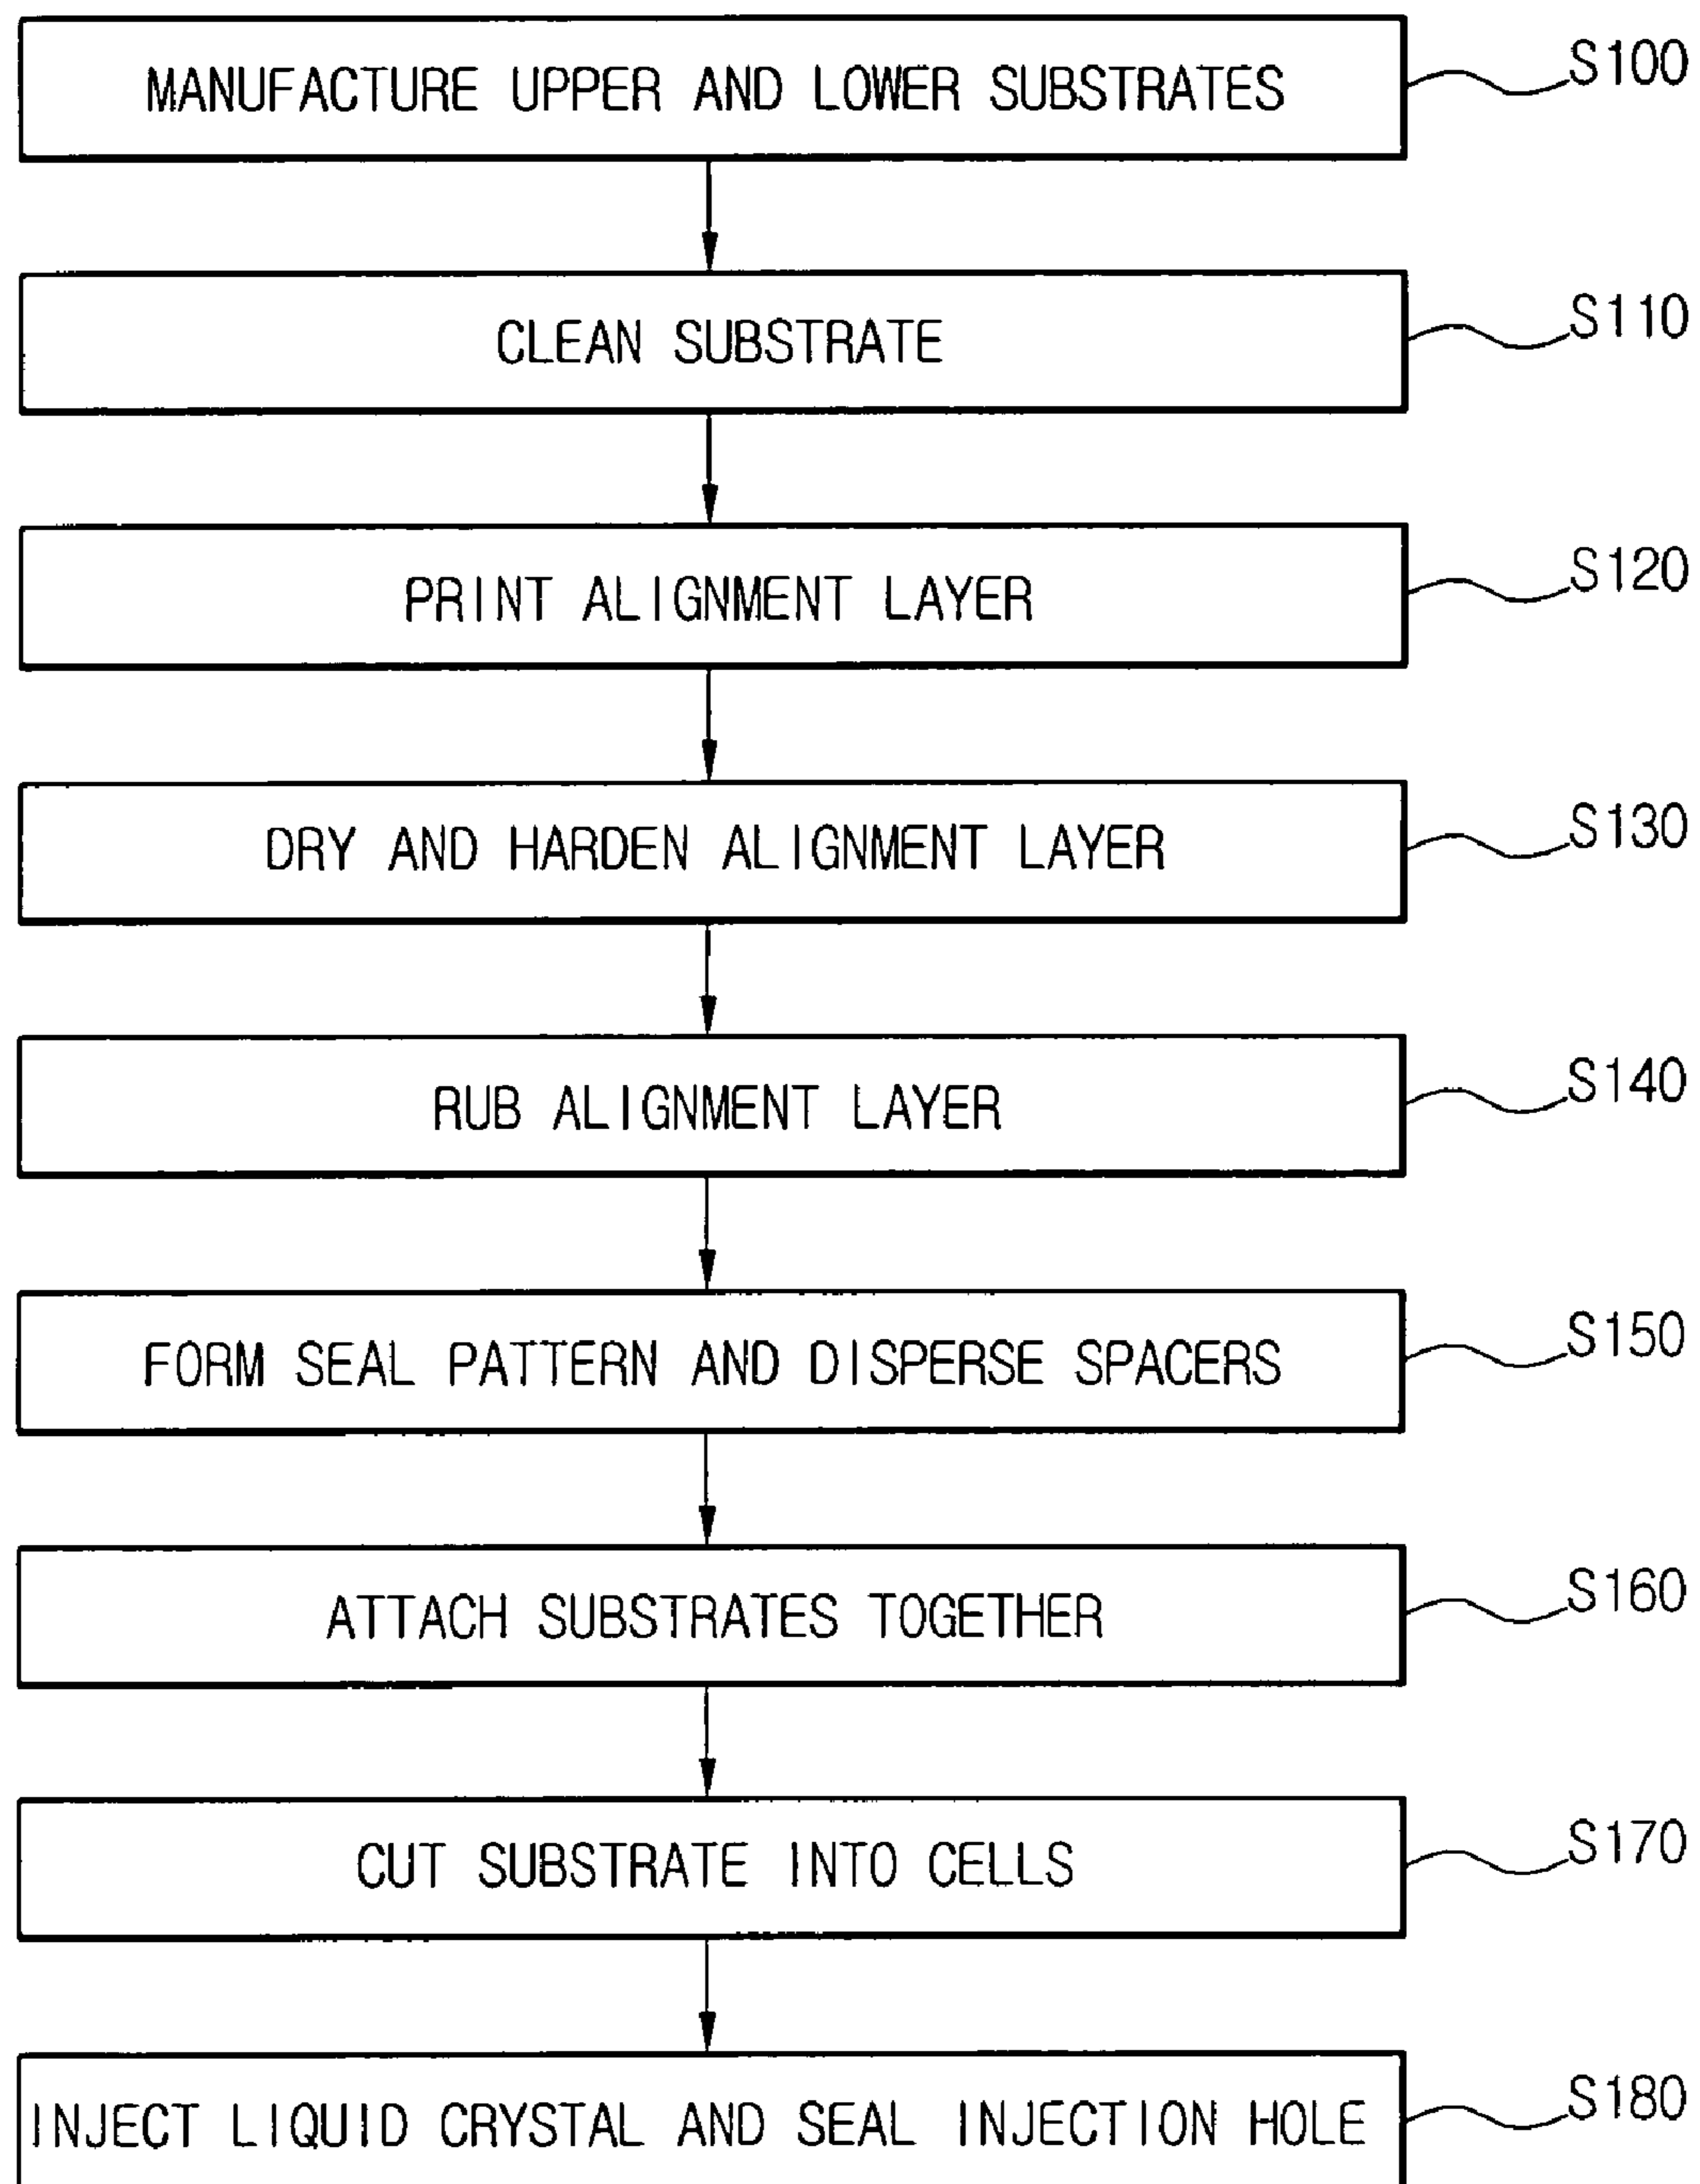 MANUFACTURE UPPER AND LOWER SUBSTRATES S100
CLEAN SUBSTRATE S110
PRINT ALIGNMENT LAYER S120
DRY AND HARDEN ALIGNMENT LAYER S130
RUB ALIGNMENT LAYER S140
FORM SEAL PATTERN AND DISPERSE SPACERS S150
ATTACH SUBSTRATES TOGETHER S160
CUT SUBSTRATE INTO CELLS S170
INJECT LIQUID CRYSTAL AND SEAL INJECTION HOLE S180